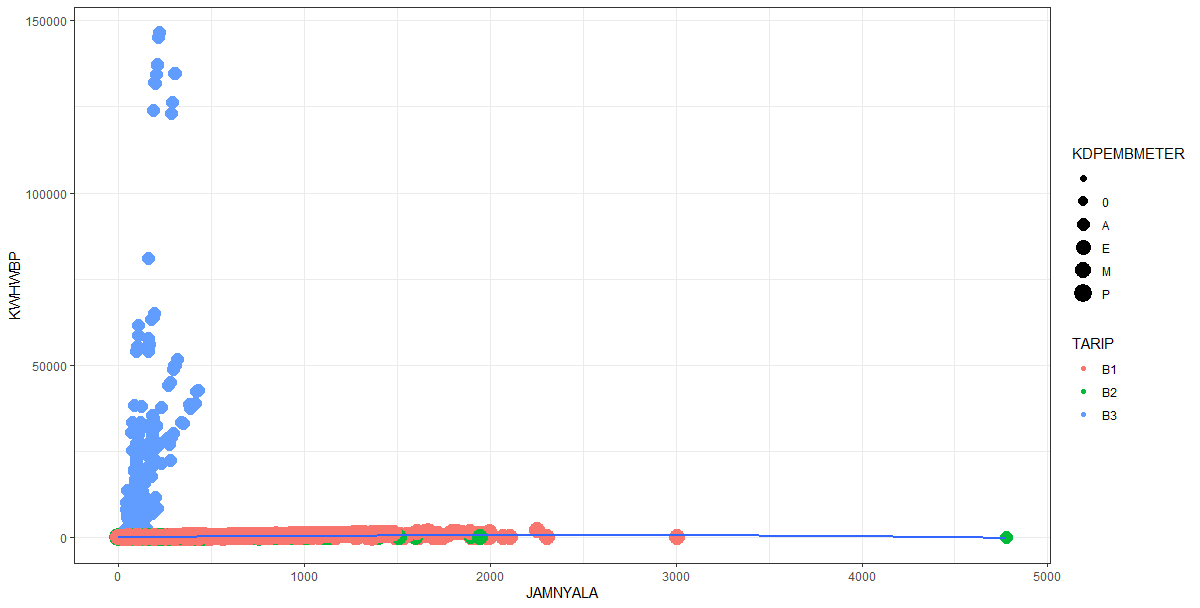 150000
100000
50000
0
KWHWBP
0
1000
2000
3000
4000
5000
JAMNYALA
KDPEMBMETER
0
A
E
M
P
TARIP
B1
B2
B3